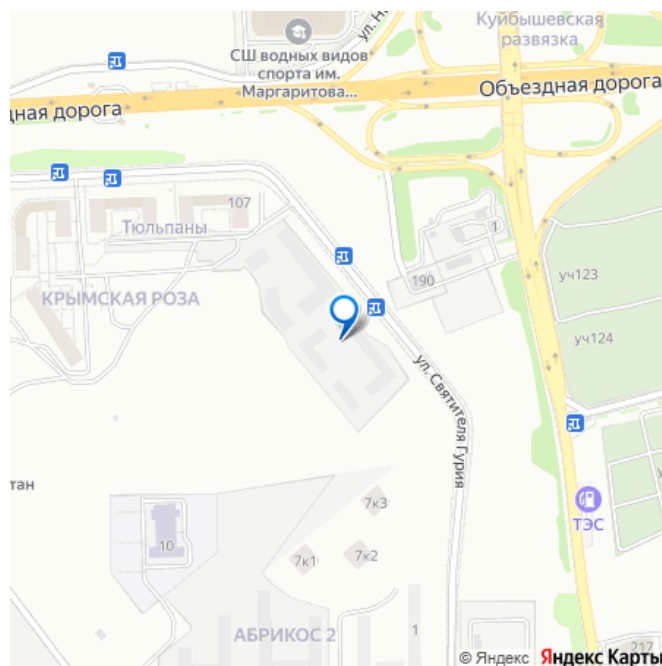 Куйбышевская
развязка
ул. Н
СШ водных видов
спорта им.
Маргаритова...
Объездная дорога
дная дорога
107
Тюльпаны
1
190
уч123
КРЫМСКАЯ РОЗА
уч124
ул. Святителя Гурия
тан
7к3
ТЭС
10
7к2
7к1
1
АБРИКОС 2
217
© Яндекс Яндекс Карты